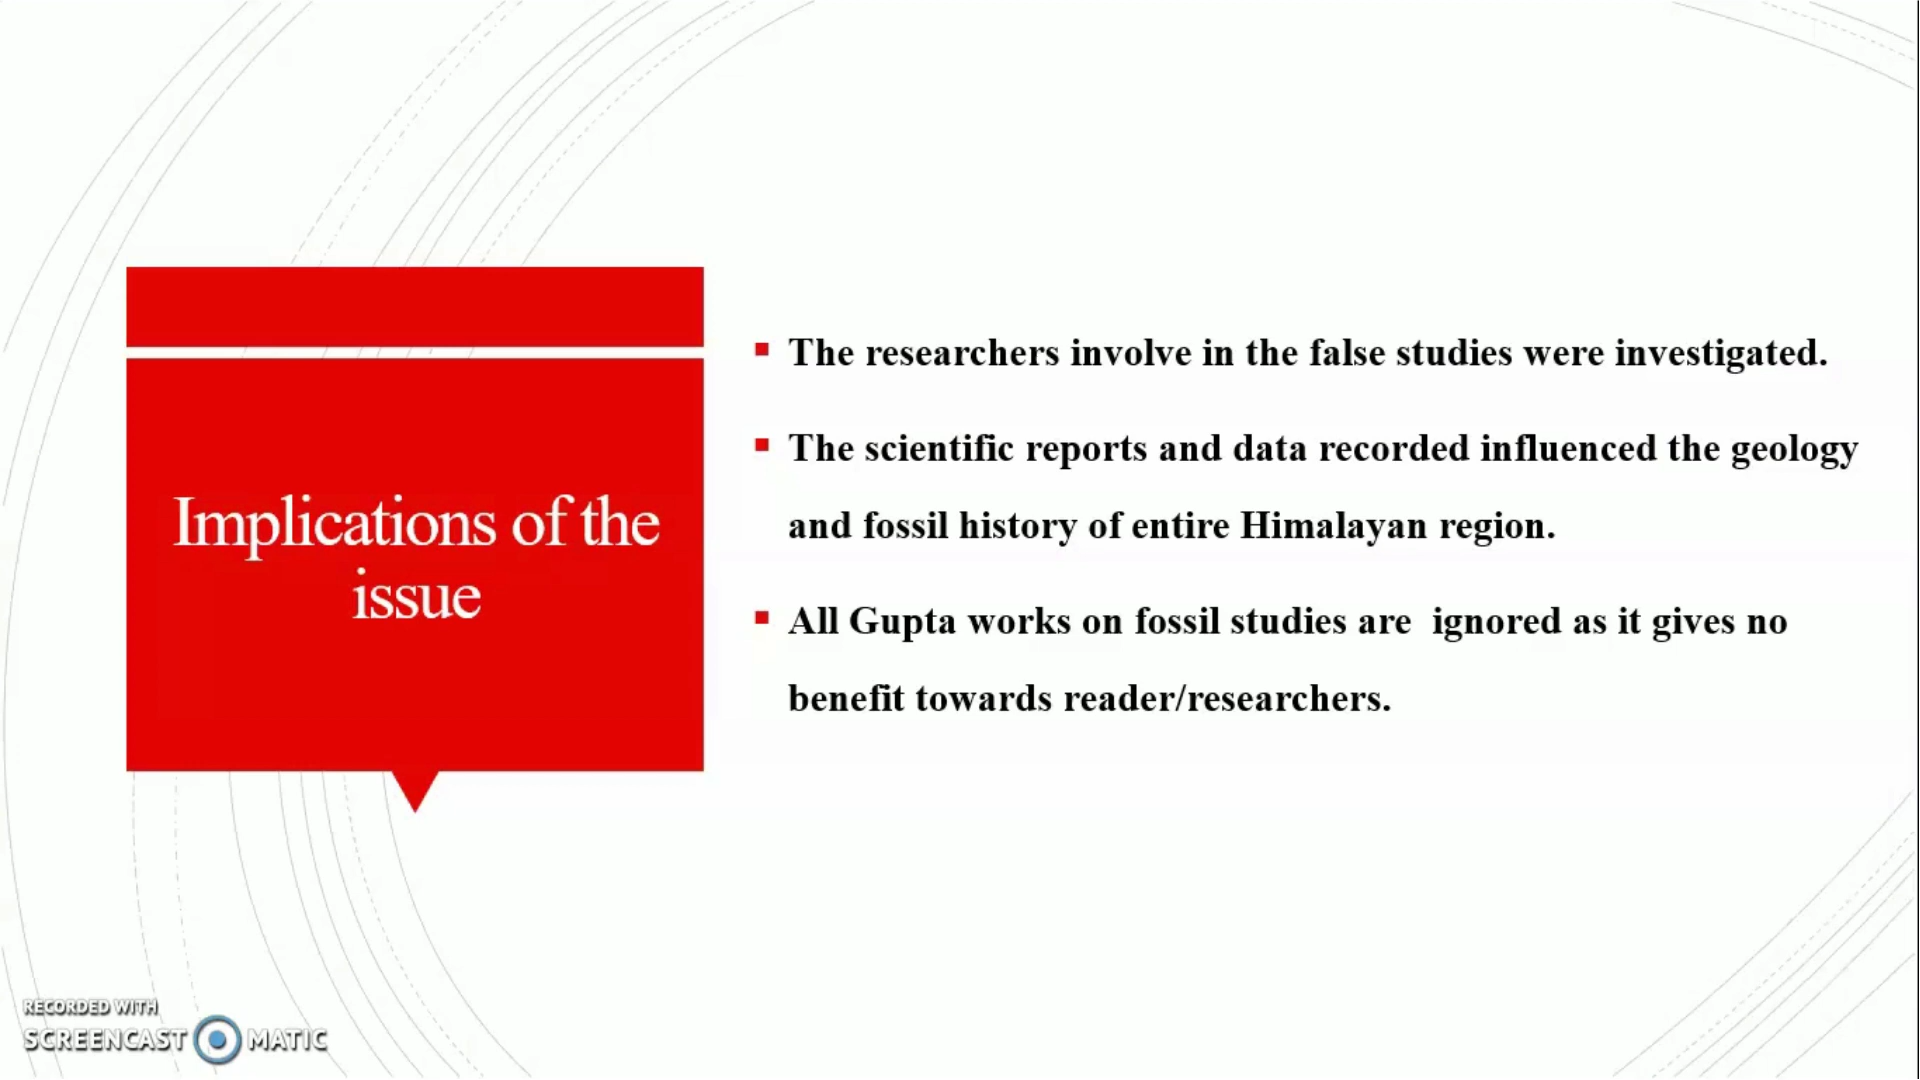 Implications of the
issue
▪ The researchers involve in the false studies were investigated.
▪ The scientific reports and data recorded influenced the geology
and fossil history of entire Himalayan region.
▪ All Gupta works on fossil studies are  ignored as it gives no
benefit towards reader/researchers.
RECORDED WITH
SCREENCAST MATIC